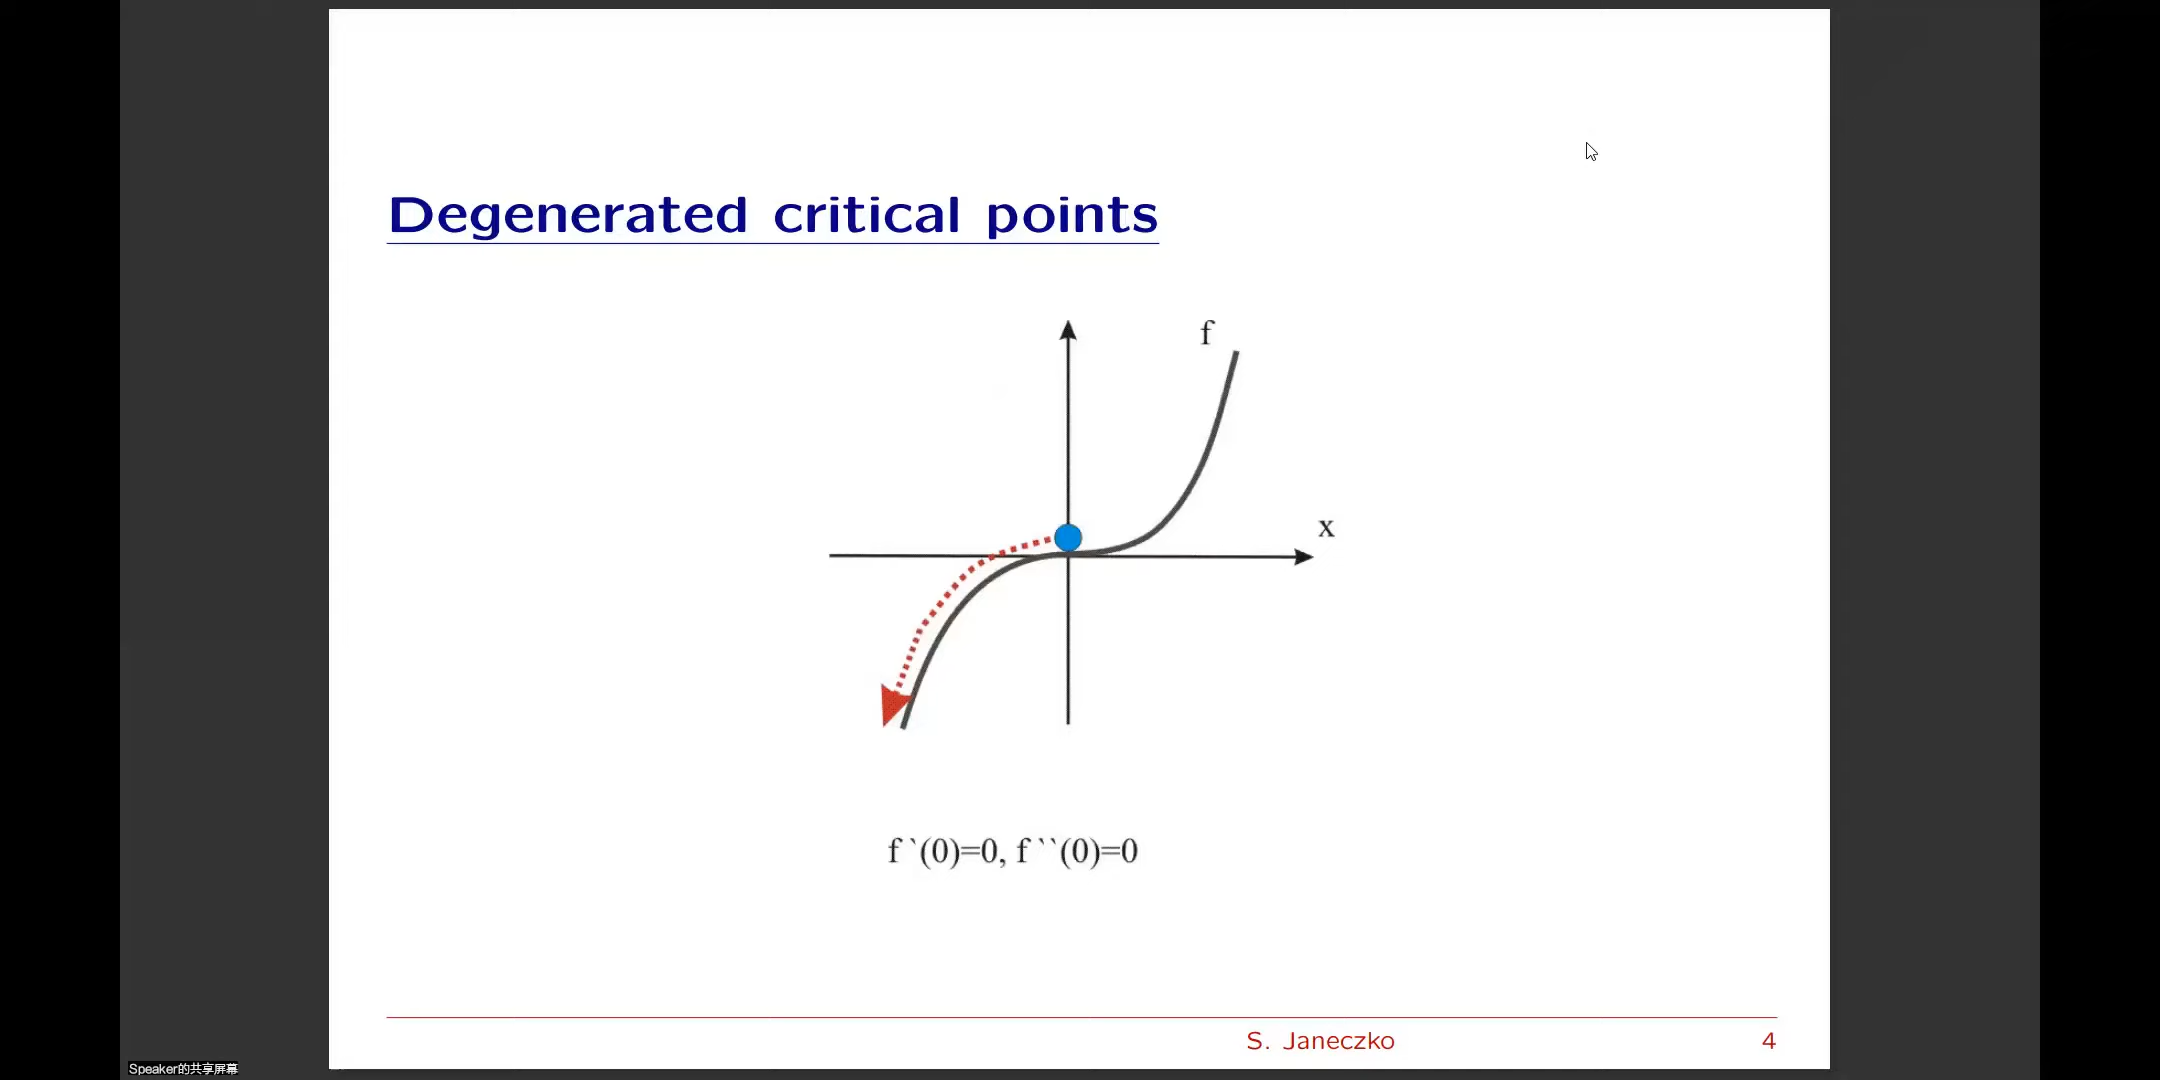 Degenerated critical points
f
x
f `(0)=0, f ``(0)=0
S. Janeczko 4
Speaker的共享屏幕